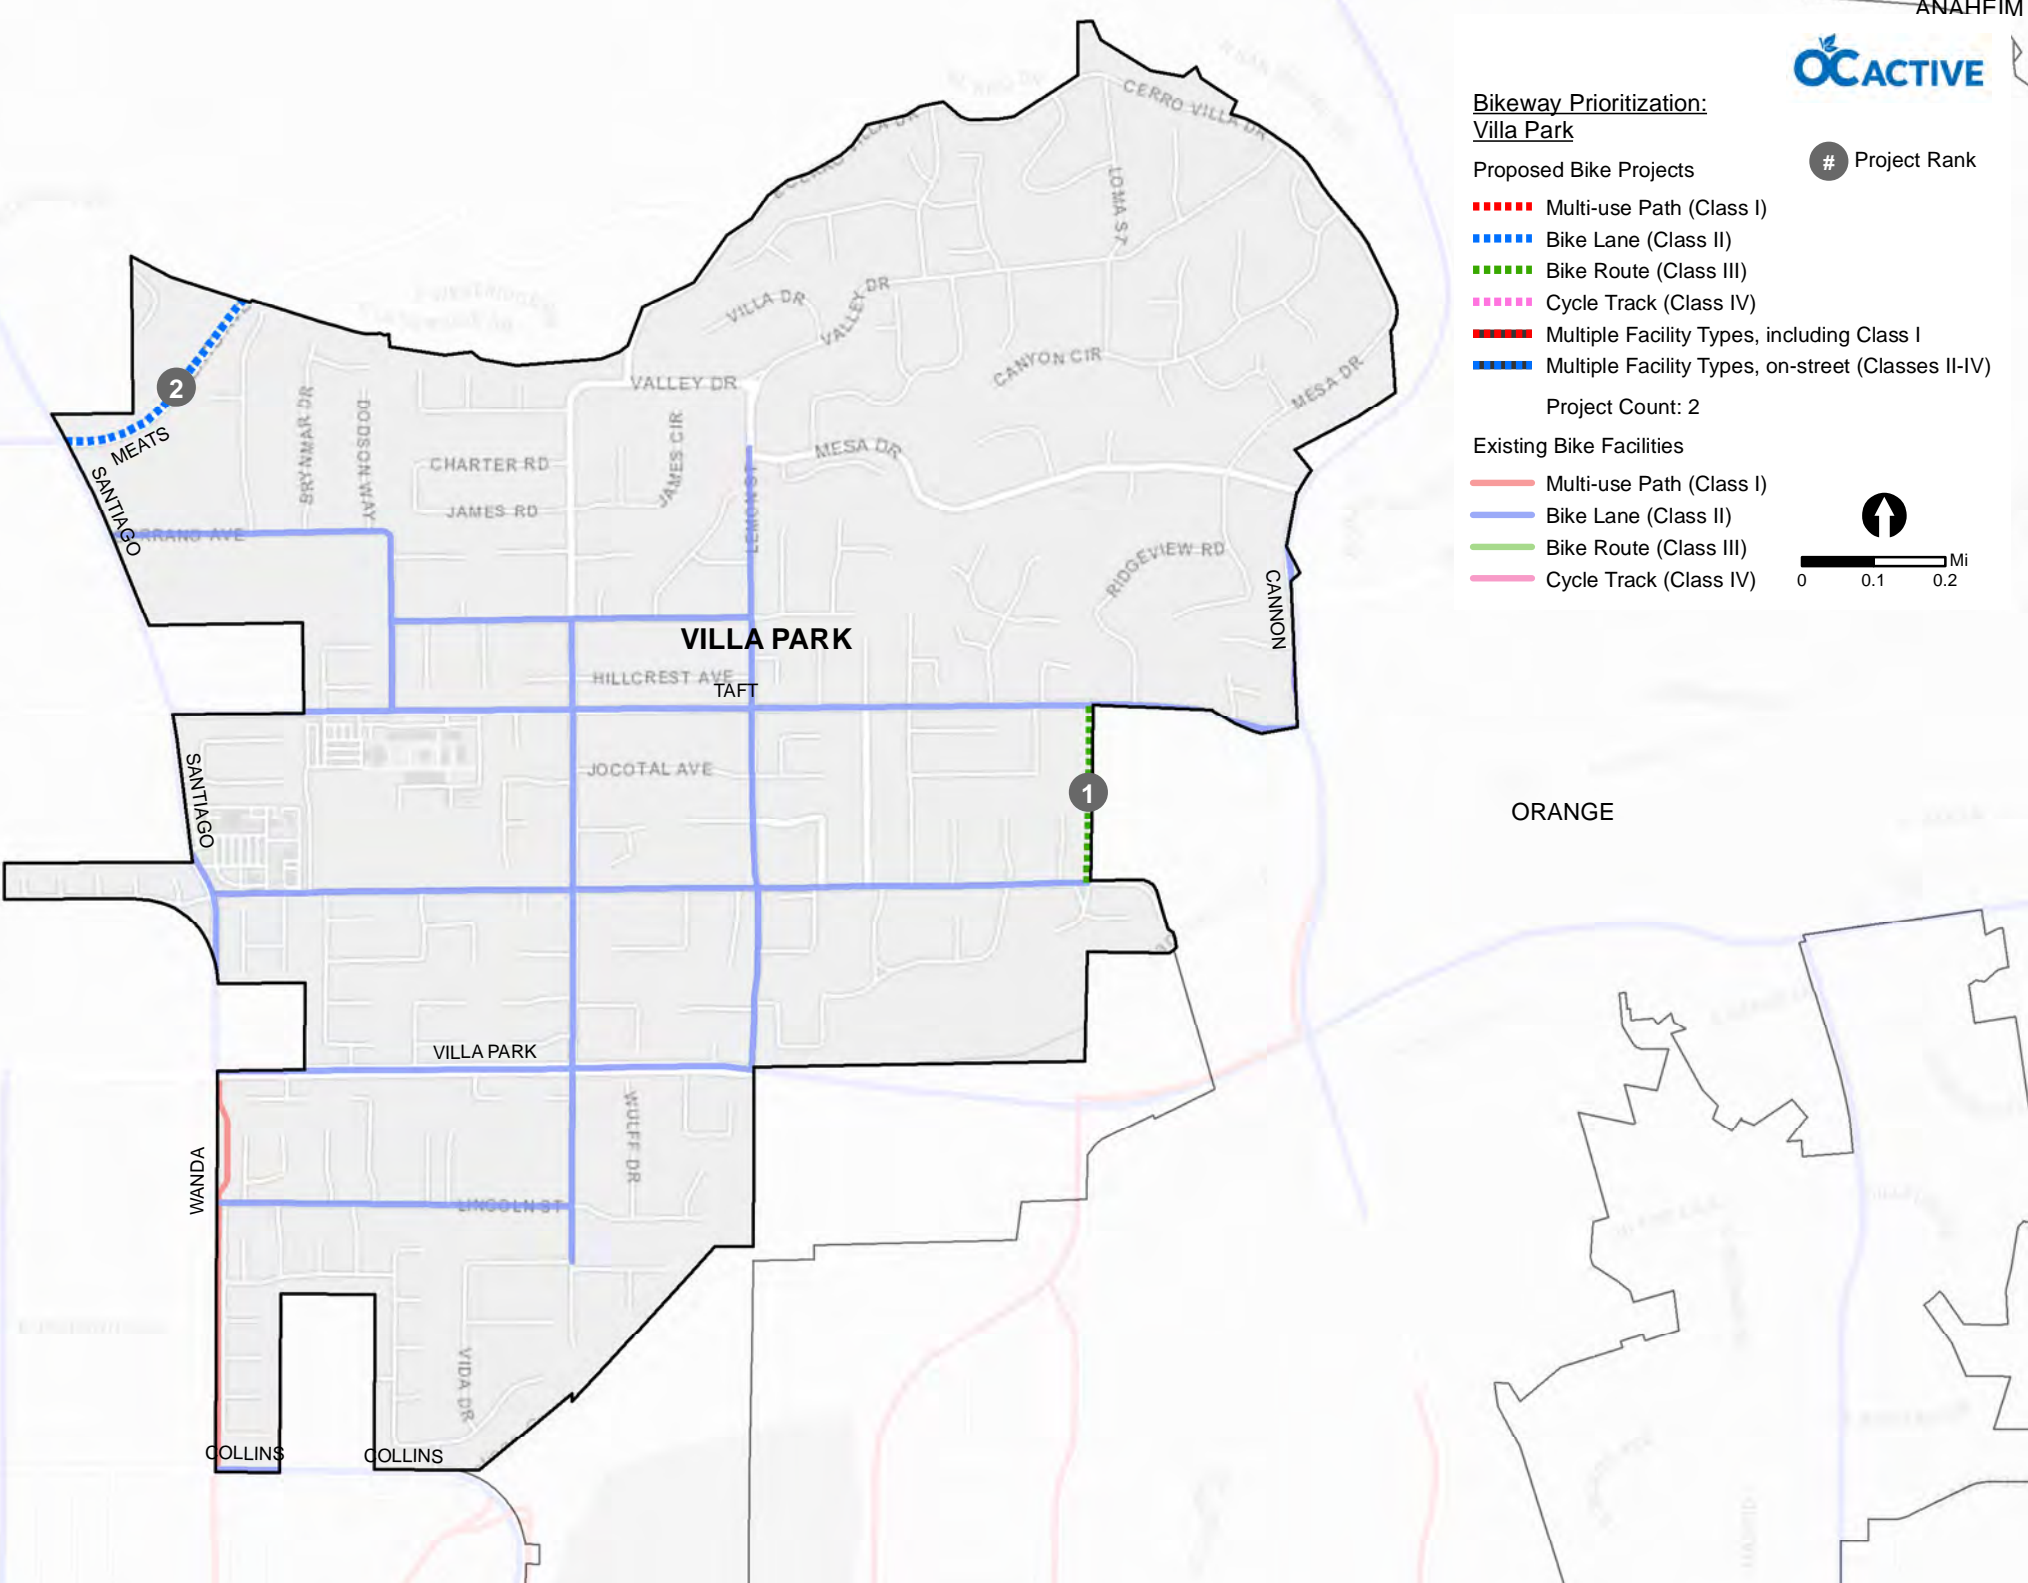 ANAHEIM
OC ACTIVE
Bikeway Prioritization:
Villa Park
# Project Rank
Proposed Bike Projects
Multi-use Path (Class I)
Bike Lane (Class II)
Bike Route (Class III)
Cycle Track (Class IV)
Multiple Facility Types, including Class I
Multiple Facility Types, on-street (Classes II-IV)
Project Count: 2
Existing Bike Facilities
Multi-use Path (Class I)
Bike Lane (Class II)
Bike Route (Class III)
Cycle Track (Class IV)
Mi
0 0.1 0.2
CERRO VILLA DR
LOMA ST
VILLA DR
VALLEY DR
CANYON CIR
MESA DR
VALLEY DR
2
MEATS
SANTIAGO
BRYNMAR DR
DODSON WAY
CHARTER RD
JAMES RD
JAMES CIR
LEMON ST
MESA DR
RIDGEVIEW RD
CANNON
VILLA PARK
HILLCREST AVE
TAFT
SANTIAGO
JOCOTAL AVE
1
ORANGE
VILLA PARK
WANDA
WULFF DR
LINCOLN ST
VIDA DR
COLLINS
COLLINS